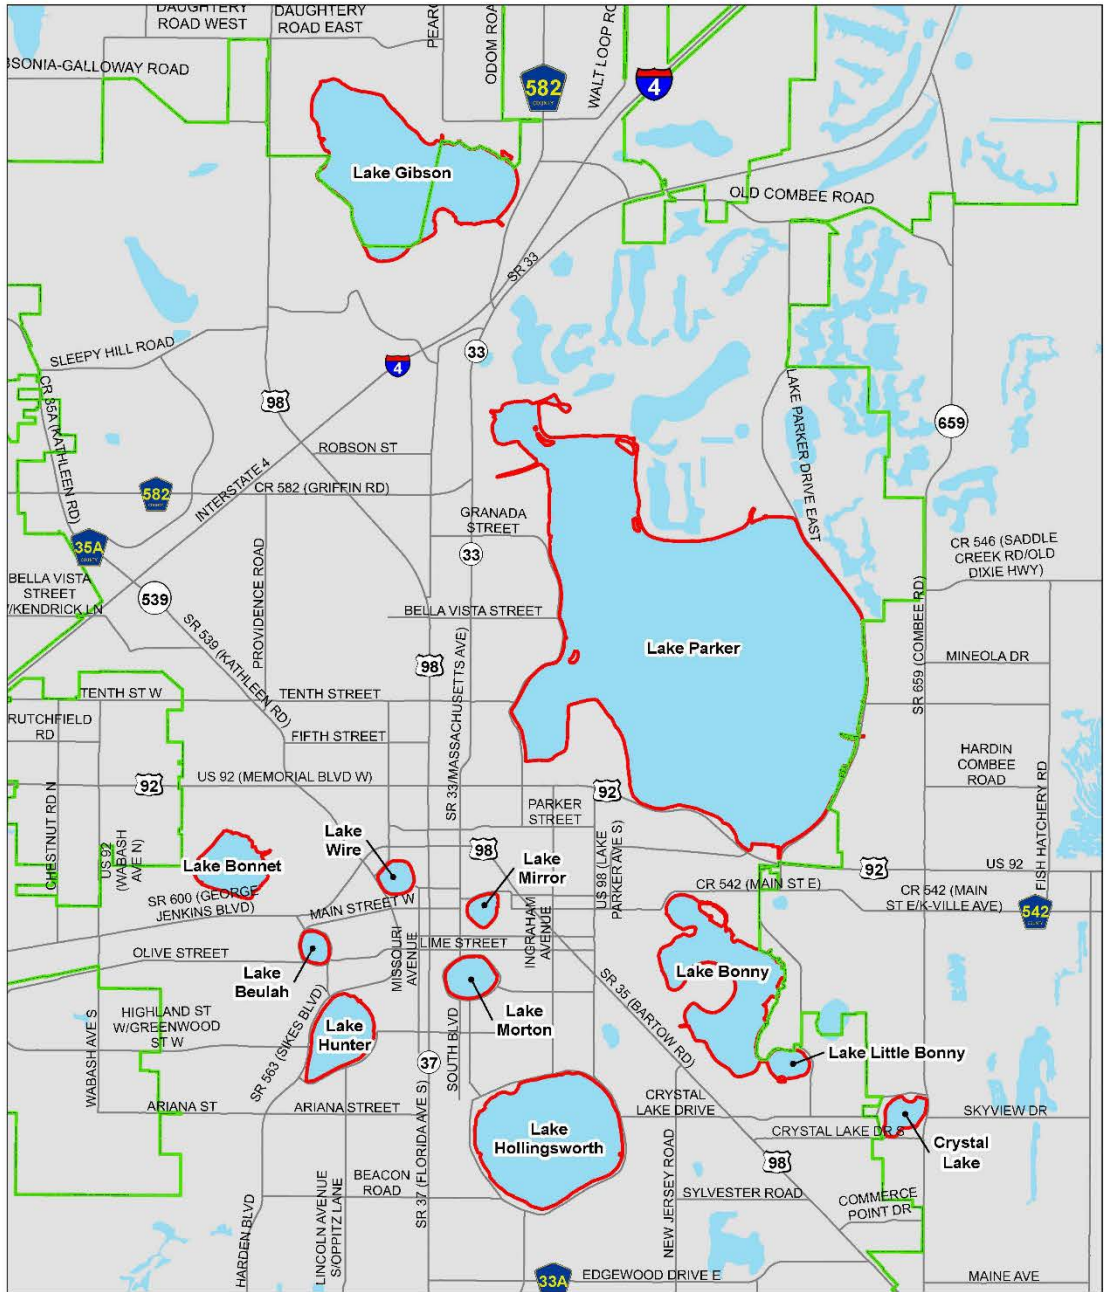 DAUGHTERY
ROAD WEST
DAUGHTERY
ROAD EAST
ODOM ROAD
WALT LOOP RO
BSONIA-GALLOWAY ROAD
582
COUNTY
4
Lake Gibson
OLD COMBEE ROAD
SR 33
SLEEPY HILL ROAD
33
4
CR 35A (KATHLEEN RD)
98
LAKE PARKER DRIVE EAST
659
ROBSON ST
INTERSTATE 4
582
COUNTY
CR 582 (GRIFFIN RD)
GRANADA
STREET
35A
COUNTY
33
CR 546 (SADDLE
CREEK RD/OLD
DIXIE HWY)
BELLA VISTA
STREET
/KENDRICK LN
539
PROVIDENCE ROAD
BELLA VISTA STREET
SR 539 (KATHLEEN RD)
SR 659 (COMBEE RD)
Lake Parker
98
MINEOLA DR
TENTH ST W
TENTH STREET
RUTCHFIELD
RD
FIFTH STREET
SR 33/MASSACHUSETTS AVE)
HARDIN
COMBEE
ROAD
US 92 (MEMORIAL BLVD W)
92
92
FISH HATCHERY RD
CHESTNUT RD N
US 92
(WABASH
AVE N)
PARKER
STREET
Lake
Wire
98
Lake
Mirror
US 98 (LAKE
PARKER AVE S)
Lake Bonnet
92
US 92
SR 600 (GEORGE
JENKINS BLVD)
MAIN STREET W
CR 542 (MAIN ST E)
CR 542 (MAIN
ST E/K-VILLE AVE)
542
COUNTY
MISSOURI
AVENUE
INGRAHAM
AVENUE
LIME STREET
OLIVE STREET
Lake
Beulah
Lake Bonny
Lake
Morton
SR 35 (BARTOW RD)
HIGHLAND ST
W/GREENWOOD
ST W
Lake
Hunter
SR 563 (SIKES BLVD)
WABASH AVE S
SOUTH BLVD
37
Lake Little Bonny
ARIANA ST
ARIANA STREET
CRYSTAL
LAKE DRIVE
SKYVIEW DR
CRYSTAL LAKE DR S
Crystal
Lake
Lake
Hollingsworth
98
SR 37 (FLORIDA AVE S)
BEACON
ROAD
NEW JERSEY ROAD
SYLVESTER ROAD
COMMERCE
POINT DR
HARDEN BLVD
LINCOLN AVENUE
S/OPPITZ LANE
33A
EDGEWOOD DRIVE E
MAINE AVE